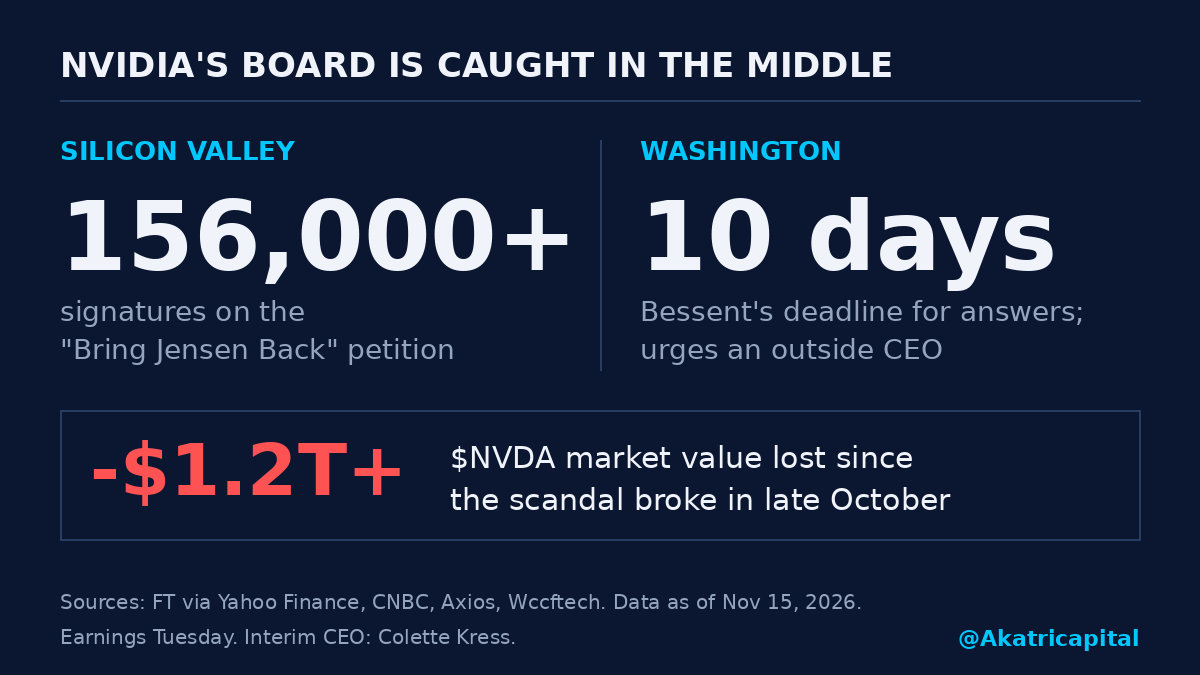 NVIDIA'S BOARD IS CAUGHT IN THE MIDDLE
SILICON VALLEY
156,000+
signatures on the
"Bring Jensen Back" petition
WASHINGTON
10 days
Bessent's deadline for answers;
urges an outside CEO
-$1.2T+
$NVDA market value lost since
the scandal broke in late October
Sources: FT via Yahoo Finance, CNBC, Axios, Wccftech. Data as of Nov 15, 2026.
Earnings Tuesday. Interim CEO: Colette Kress.
@Akatricapital